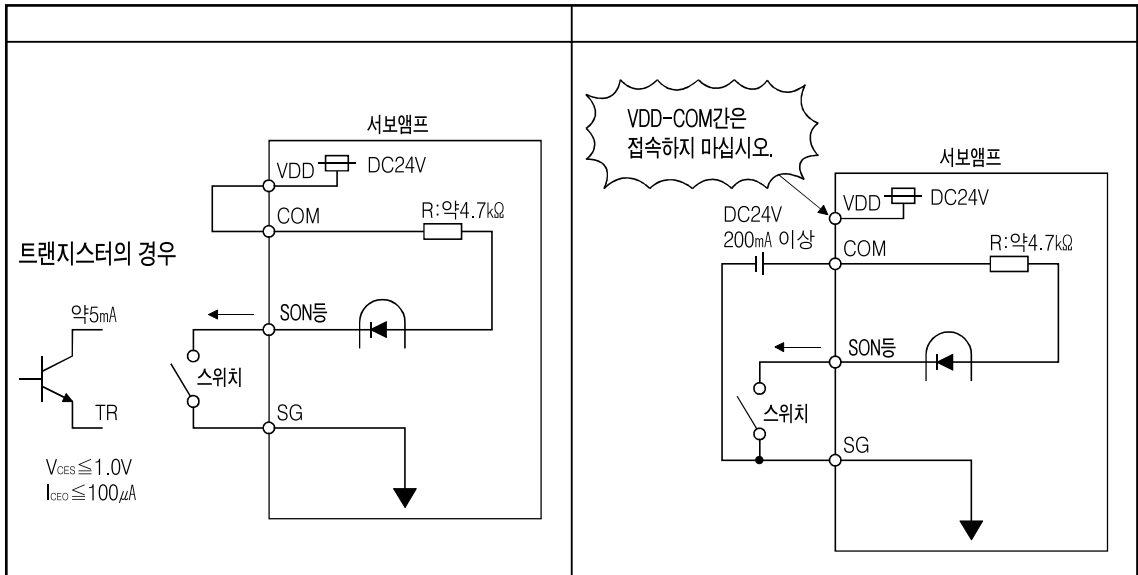 서보앰프
VDD
DC24V
COM
R:약4.7kΩ
트랜지스터의 경우
약5mA
SON등
스위치
TR
SG
VCES≦1.0V
ICEO≦100μA
VDD-COM간은
접속하지 마십시오.
서보앰프
VDD
DC24V
DC24V
200mA 이상
COM
R:약4.7kΩ
SON등
스위치
SG